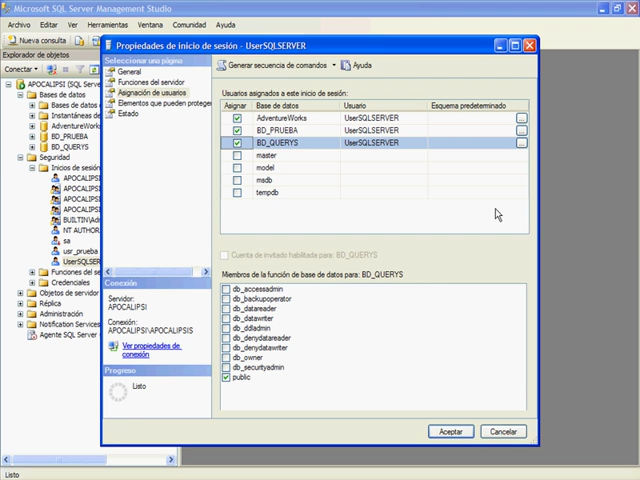 Microsoft SQL Server Management Studio
Archivo Editar Ver Herramientas Ventana Comunidad Ayuda
Nueva consulta
Explorador de objetos
Conectar
APOCALIPSI (SQL Serve
Bases de datos
Bases de datos
Instantáneas de
AdventureWorks
BD_PRUEBA
BD_QUERYS
Seguridad
Inicios de sesión
APOCALIPS
APOCALIPS
APOCALIPS
APOCALIPS
BUILTIN\Adm
NT AUTHOR
sa
usr_prueba
UserSQLSER
Funciones del ser
Credenciales
Objetos de servidor
Réplica
Administración
Notification Services
Agente SQL Server
Listo
Propiedades de inicio de sesión - UserSQLSERVER
Seleccionar una página
General
Funciones del servidor
Asignación de usuarios
Elementos que pueden proteger
Estado
Conexión
Servidor:
APOCALIPSI
Conexión:
APOCALIPSI\APOCALIPSIS
Ver propiedades de
conexión
Progreso
Listo
Generar secuencia de comandos Ayuda
Usuarios asignados a este inicio de sesión:
Asignar Base de datos Usuario Esquema predeterminado
AdventureWorks UserSQLSERVER ...
BD_PRUEBA UserSQLSERVER ...
BD_QUERYS UserSQLSERVER ...
master
model
msdb
tempdb
Cuenta de invitado habilitada para: BD_QUERYS
Miembros de la función de base de datos para: BD_QUERYS
db_accessadmin
db_backupoperator
db_datareader
db_datawriter
db_ddladmin
db_denydatareader
db_denydatawriter
db_owner
db_securityadmin
public
Aceptar Cancelar